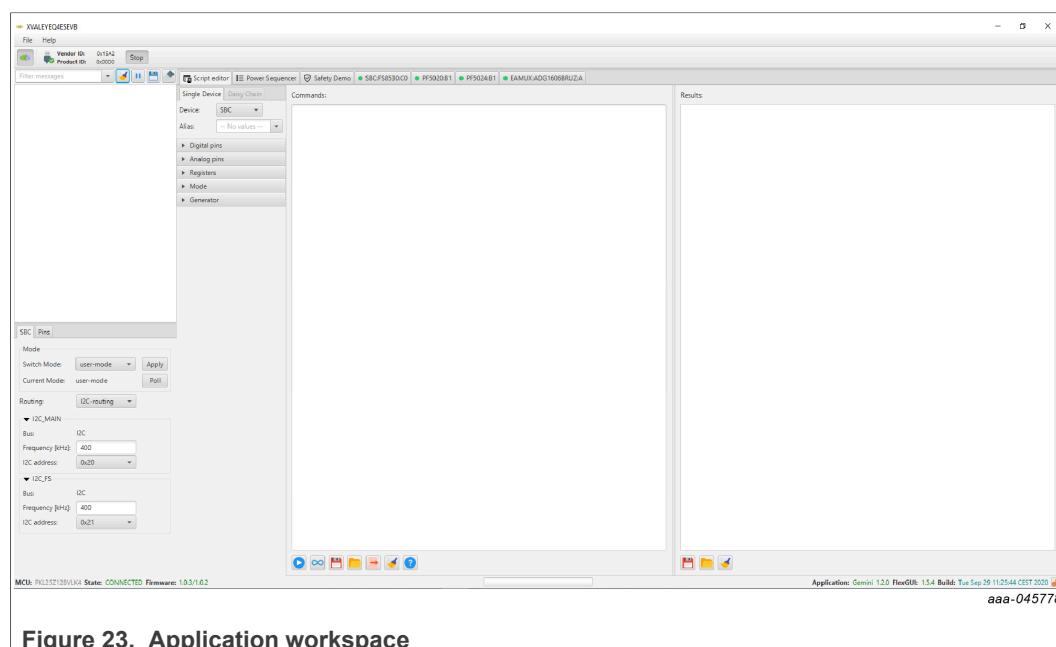 XVALEYEQ4ESEVB
File Help
Vendor ID: 0x15A2
Product ID: 0x00D0
Stop
Filter messages
Script editor Power Sequencer Safety Demo SBC:FS8530:C0 PF5020:B1 PF5024:B1 EAMUX:ADG1606BRUZ:A
Single Device Daisy Chain
Device: SBC
Alias: -- No values --
Digital pins
Analog pins
Registers
Mode
Generator
Commands:
Results:
SBC Pins
Mode
Switch Mode: user-mode Apply
Current Mode: user-mode Poll
Routing: I2C-routing
I2C_MAIN
Bus: I2C
Frequency [kHz]: 400
I2C address: 0x20
I2C_FS
Bus: I2C
Frequency [kHz]: 400
I2C address: 0x21
MCU: PKL25Z128VLK4 State: CONNECTED Firmware: 1.0.3/1.0.2
Application: Gemini 1.2.0 FlexGUI: 1.5.4 Build: Tue Sep 29 11:25:44 CEST 2020
aaa-045778
Figure 23. Application workspace